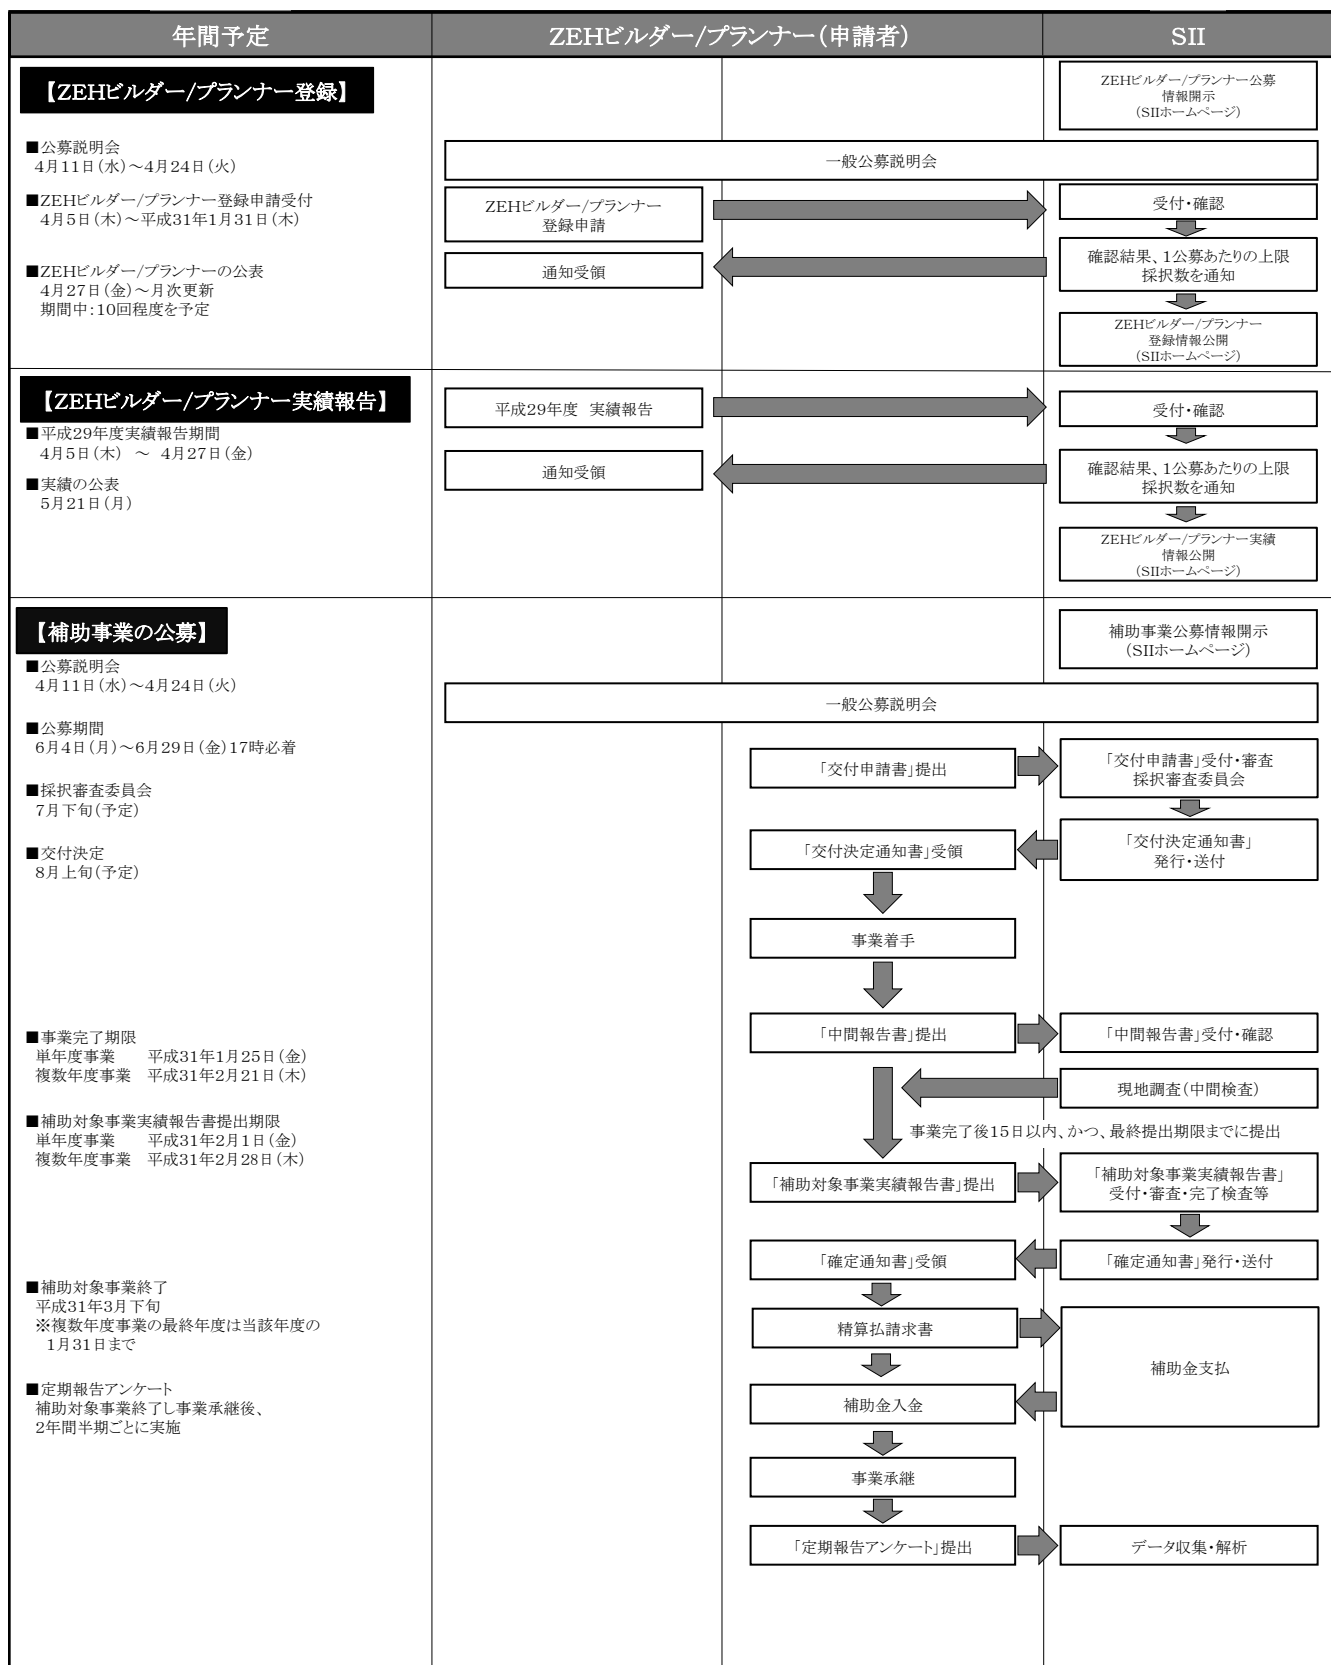 年間予定
ZEHビルダー/プランナー(申請者)
SII
【ZEHビルダー/プランナー登録】
ZEHビルダー/プランナー公募
情報開示
(SIIホームページ)
■公募説明会
4月11日(水)～4月24日(火)
一般公募説明会
■ZEHビルダー/プランナー登録申請受付
4月5日(木)～平成31年1月31日(木)
ZEHビルダー/プランナー
登録申請
受付・確認
■ZEHビルダー/プランナーの公表
4月27日(金)～月次更新
期間中:10回程度を予定
通知受領
確認結果、1公募あたりの上限
採択数を通知
ZEHビルダー/プランナー
登録情報公開
(SIIホームページ)
【ZEHビルダー/プランナー実績報告】
平成29年度 実績報告
受付・確認
■平成29年度実績報告期間
4月5日(木) ～ 4月27日(金)
通知受領
確認結果、1公募あたりの上限
採択数を通知
■実績の公表
5月21日(月)
ZEHビルダー/プランナー実績
情報公開
(SIIホームページ)
【補助事業の公募】
補助事業公募情報開示
(SIIホームページ)
■公募説明会
4月11日(水)～4月24日(火)
一般公募説明会
■公募期間
6月4日(月)～6月29日(金)17時必着
「交付申請書」提出
「交付申請書」受付・審査
採択審査委員会
■採択審査委員会
7月下旬(予定)
■交付決定
8月上旬(予定)
「交付決定通知書」受領
「交付決定通知書」
発行・送付
事業着手
「中間報告書」提出
「中間報告書」受付・確認
■事業完了期限
単年度事業 平成31年1月25日(金)
複数年度事業 平成31年2月21日(木)
現地調査(中間検査)
■補助対象事業実績報告書提出期限
単年度事業 平成31年2月1日(金)
複数年度事業 平成31年2月28日(木)
事業完了後15日以内、かつ、最終提出期限までに提出
「補助対象事業実績報告書」提出
「補助対象事業実績報告書」
受付・審査・完了検査等
「確定通知書」受領
「確定通知書」発行・送付
■補助対象事業終了
平成31年3月下旬
※複数年度事業の最終年度は当該年度の
1月31日まで
精算払請求書
補助金支払
■定期報告アンケート
補助対象事業終了し事業承継後、
2年間半期ごとに実施
補助金入金
事業承継
「定期報告アンケート」提出
データ収集・解析